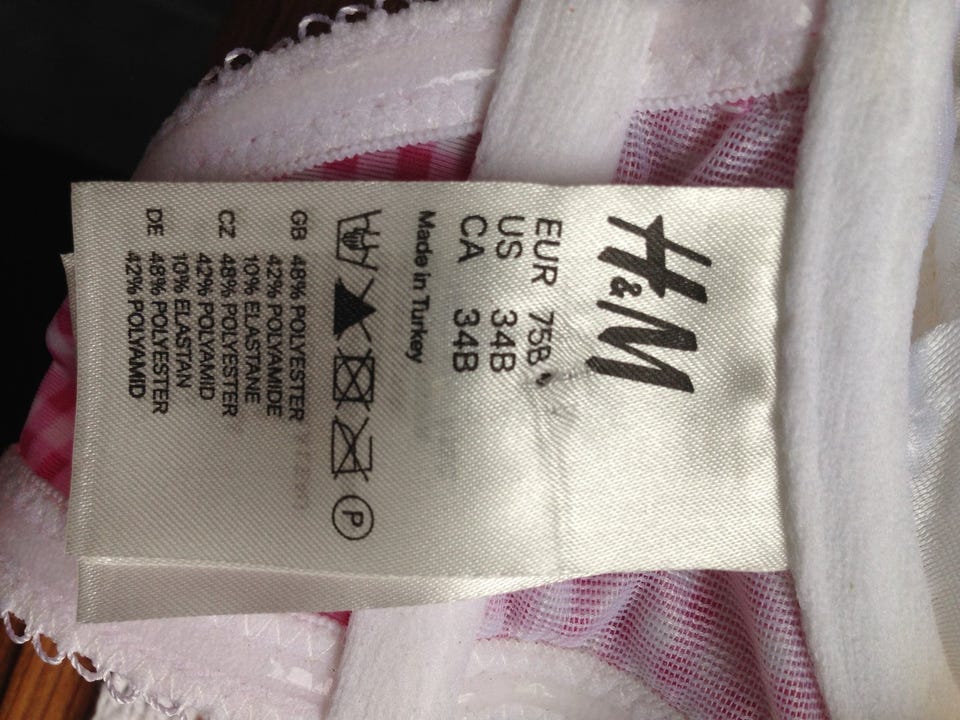 H&M
EUR 75B
US 34B
CA 34B
Made in Turkey
P
GB 48% POLYESTER
42% POLYAMIDE
10% ELASTANE
CZ 48% POLYESTER
42% POLYAMID
10% ELASTAN
DE 48% POLYESTER
42% POLYAMID